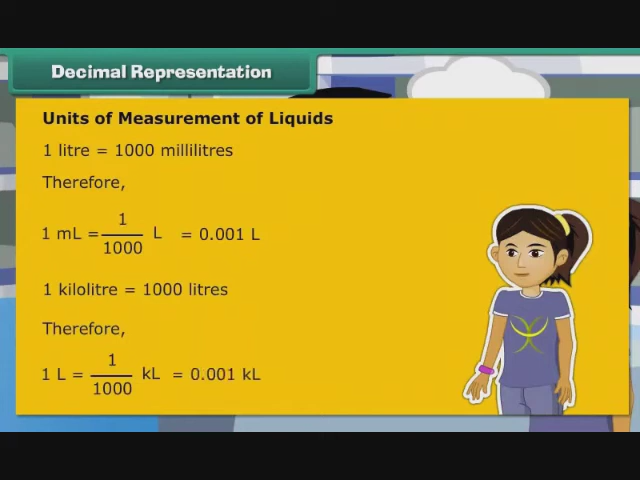 Decimal Representation
Units of Measurement of Liquids
1 litre = 1000 millilitres
Therefore,
1 mL = 1/1000 L = 0.001 L
1 kilolitre = 1000 litres
Therefore,
1 L = 1/1000 kL = 0.001 kL